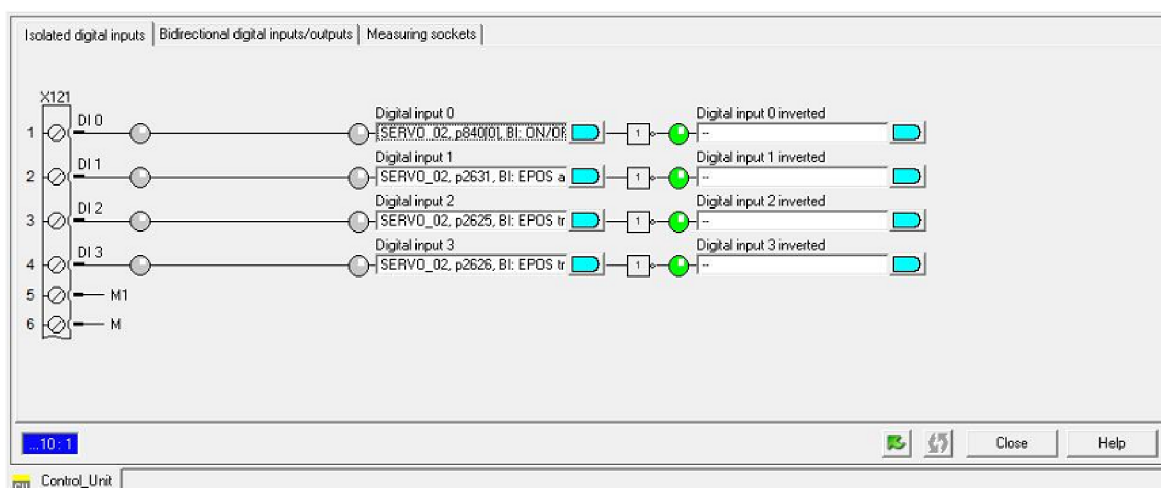 Isolated digital inputs Bidirectional digital inputs/outputs Measuring sockets
X121
Digital input 0 Digital input 0 inverted
1 DI 0 SERVO_02, p840[0], BI: ON/OF 1 --
Digital input 1 Digital input 1 inverted
2 DI 1 SERVO_02, p2631, BI: EPOS a 1 --
Digital input 2 Digital input 2 inverted
3 DI 2 SERVO_02, p2625, BI: EPOS tr 1 --
Digital input 3 Digital input 3 inverted
4 DI 3 SERVO_02, p2626, BI: EPOS tr 1 --
5 M1
6 M
...10 : 1 Close Help
Control_Unit